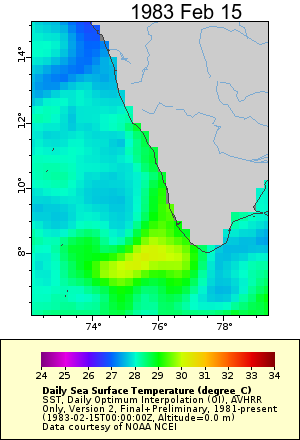 1983 Feb 15
14°
12°
10°
8°
74°
76°
78°
24 25 26 27 28 29 30 31 32 33 34
Daily Sea Surface Temperature (degree_C)
SST, Daily Optimum Interpolation (OI), AVHRR
Only, Version 2, Final+Preliminary, 1981-present
(1983-02-15T00:00:00Z, Altitude=0.0 m)
Data courtesy of NOAA NCEI